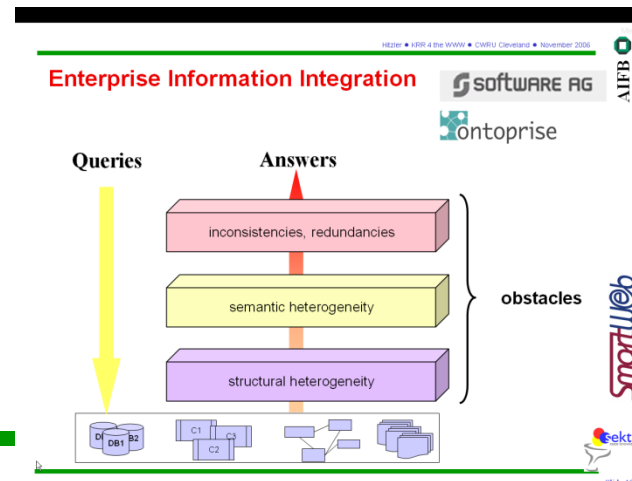 Hitzler ● KRR 4 the WWW ● CWRU Cleveland ● November 2006
AIFB
Enterprise Information Integration
software AG
ontoprise
Queries
Answers
inconsistencies, redundancies
semantic heterogeneity
obstacles
structural heterogeneity
SmartWeb
DB1
B2
C1
C3
C2
sekt